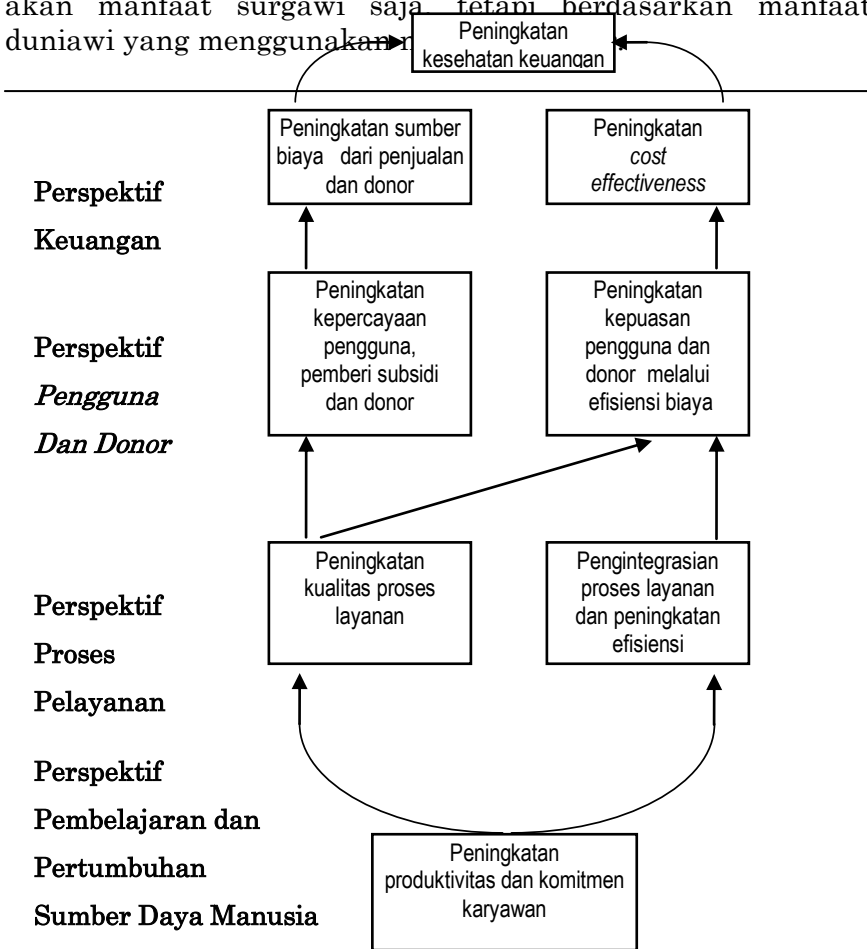 akan manfaat surgawi saja, tetapi berdasarkan manfaat
duniawi yang menggunakan
Peningkatan
kesehatan keuangan
Peningkatan sumber
biaya dari penjualan
dan donor
Peningkatan
cost
effectiveness
Perspektif
Keuangan
Peningkatan
kepercayaan
pengguna,
pemberi subsidi
dan donor
Peningkatan
kepuasan
pengguna dan
donor melalui
efisiensi biaya
Perspektif
Pengguna
Dan Donor
Peningkatan
kualitas proses
layanan
Pengintegrasian
proses layanan
dan peningkatan
efisiensi
Perspektif
Proses
Pelayanan
Perspektif
Pembelajaran dan
Pertumbuhan
Sumber Daya Manusia
Peningkatan
produktivitas dan komitmen
karyawan